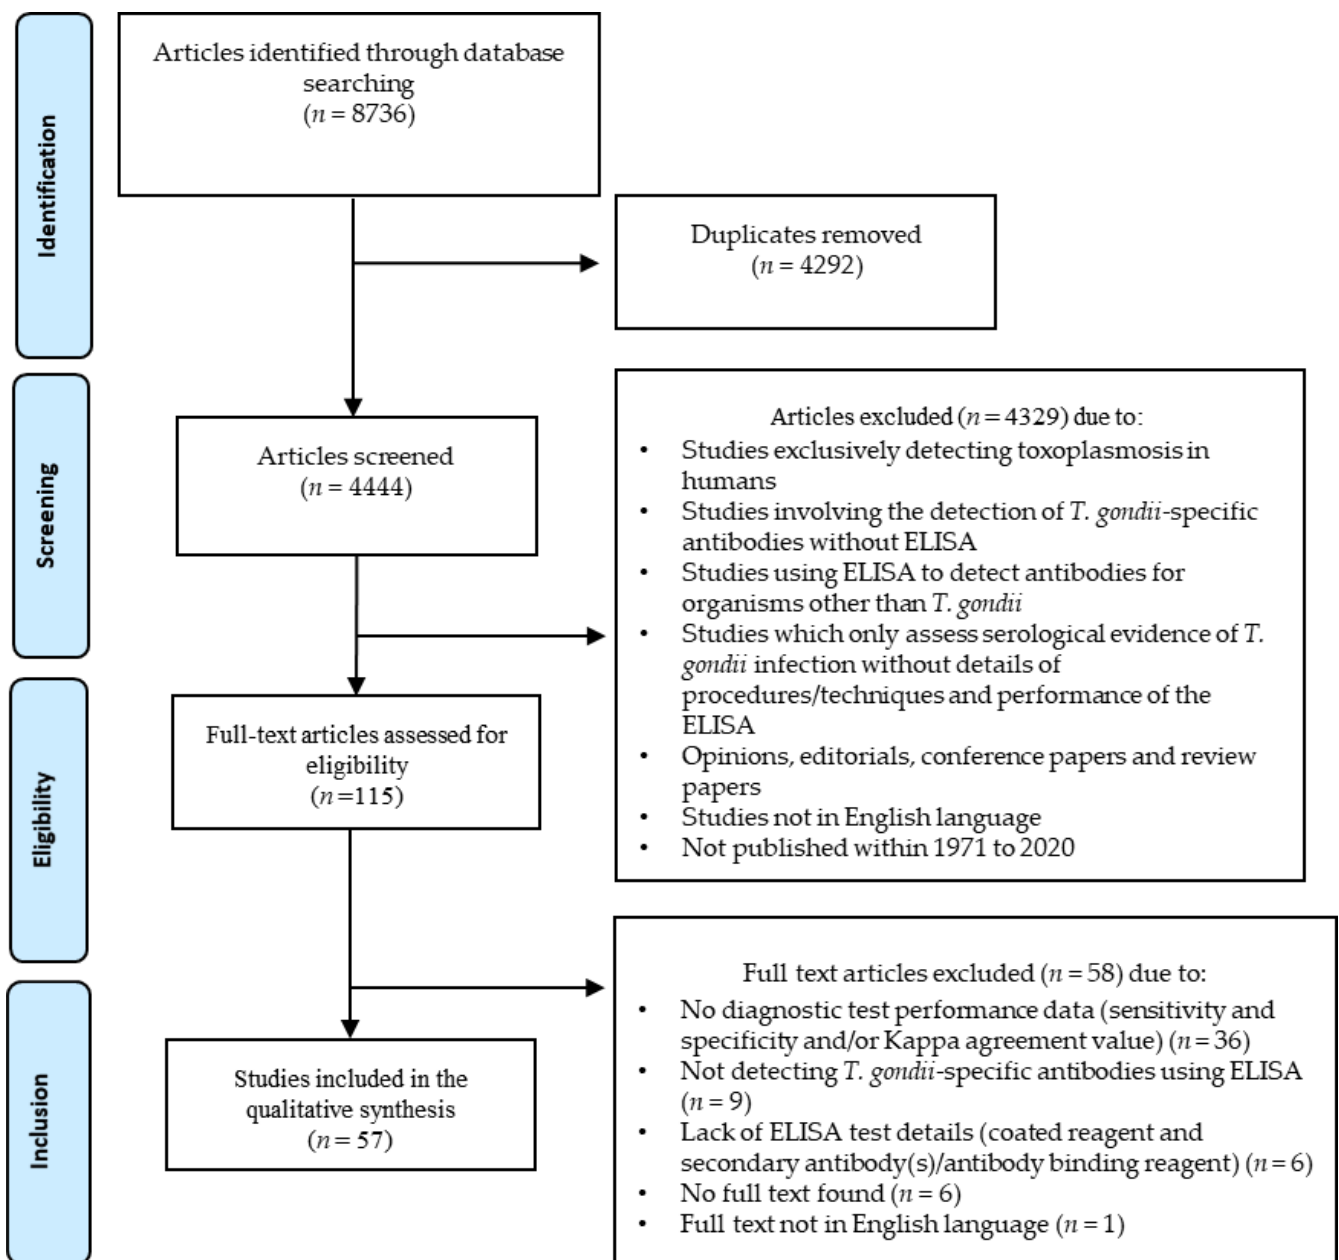 Identification
Articles identified through database
searching
(n = 8736)
Duplicates removed
(n = 4292)
Screening
Articles screened
(n = 4444)
Articles excluded (n = 4329) due to:
• Studies exclusively detecting toxoplasmosis in
humans
• Studies involving the detection of T. gondii-specific
antibodies without ELISA
• Studies using ELISA to detect antibodies for
organisms other than T. gondii
• Studies which only assess serological evidence of T.
gondii infection without details of
procedures/techniques and performance of the
ELISA
• Opinions, editorials, conference papers and review
papers
• Studies not in English language
• Not published within 1971 to 2020
Eligibility
Full-text articles assessed for
eligibility
(n =115)
Full text articles excluded (n = 58) due to:
• No diagnostic test performance data (sensitivity and
specificity and/or Kappa agreement value) (n = 36)
• Not detecting T. gondii-specific antibodies using ELISA
(n = 9)
• Lack of ELISA test details (coated reagent and
secondary antibody(s)/antibody binding reagent) (n = 6)
• No full text found (n = 6)
• Full text not in English language (n = 1)
Inclusion
Studies included in the
qualitative synthesis
(n = 57)